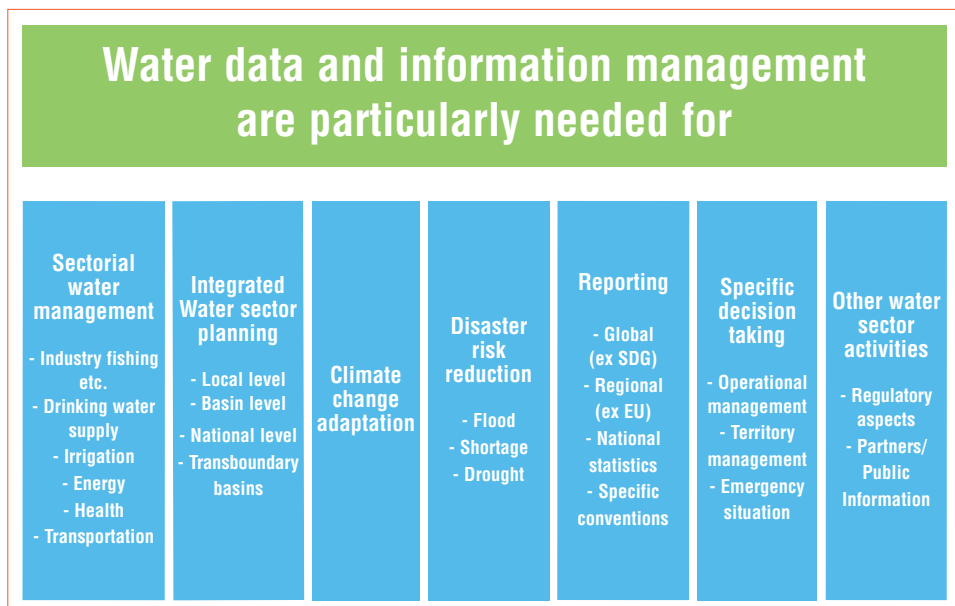 Water data and information management
are particularly needed for
Sectorial
water
management
- Industry fishing
etc.
- Drinking water
supply
- Irrigation
- Energy
- Health
- Transportation
Integrated
Water sector
planning
- Local level
- Basin level
- National level
- Transboundary
basins
Climate
change
adaptation
Disaster
risk
reduction
- Flood
- Shortage
- Drought
Reporting
- Global
(ex SDG)
- Regional
(ex EU)
- National
statistics
- Specific
conventions
Specific
decision
taking
- Operational
management
- Territory
management
- Emergency
situation
Other water
sector
activities
- Regulatory
aspects
- Partners/
Public
Information